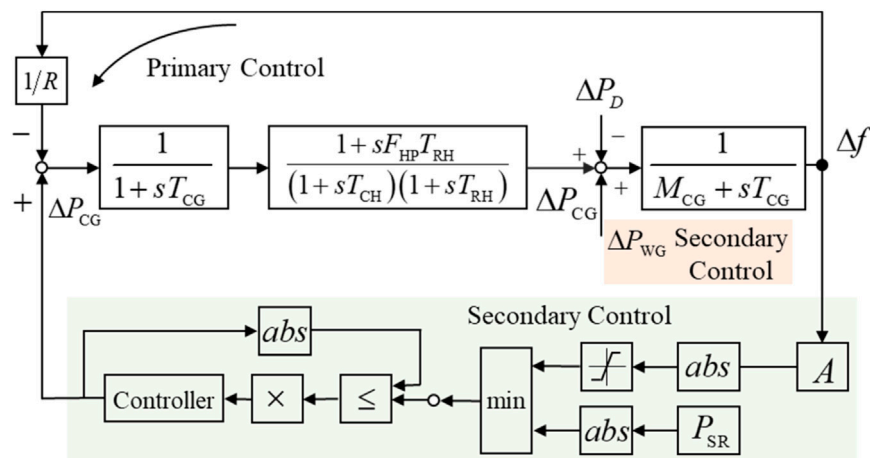 1/R
Primary Control
ΔP_D
−
−
1
1 + sF_HP T_RH
+
1
Δf
1 + sT_CG
(1 + sT_CH)(1 + sT_RH)
+
M_CG + sT_CG
+
ΔP_CG
ΔP_CG
ΔP_WG Secondary
Control
Secondary Control
abs
abs
A
Controller
×
≤
min
abs
P_SR